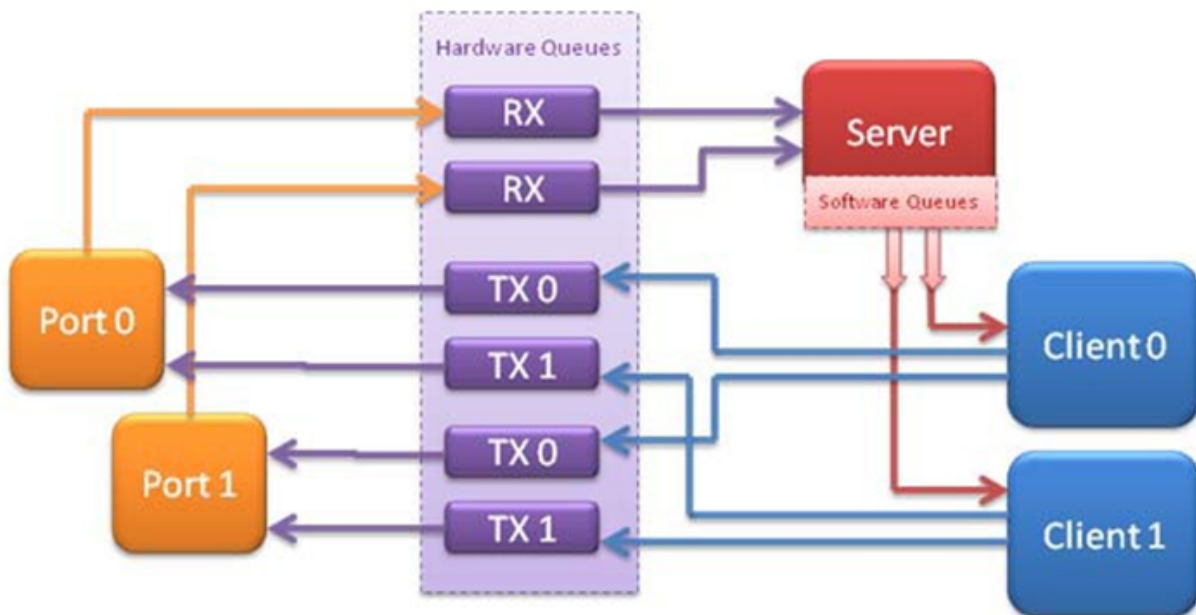 Hardware Queues
RX
Server
RX
Software Queues
Port 0
TX 0
Client 0
TX 1
Port 1
TX 0
Client 1
TX 1